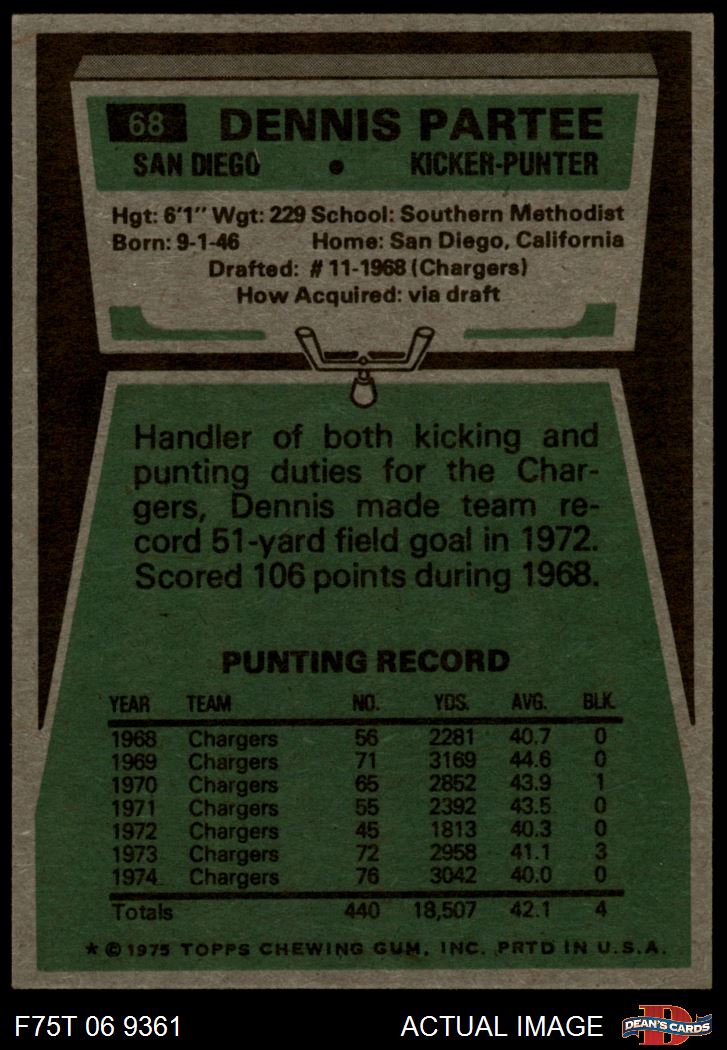 68 DENNIS PARTEE
SAN DIEGO • KICKER-PUNTER
Hgt: 6'1" Wgt: 229 School: Southern Methodist
Born: 9-1-46 Home: San Diego, California
Drafted: # 11-1968 (Chargers)
How Acquired: via draft
Handler of both kicking and
punting duties for the Char-
gers, Dennis made team re-
cord 51-yard field goal in 1972.
Scored 106 points during 1968.
PUNTING RECORD
YEAR TEAM NO. YDS. AVG. BLK.
1968 Chargers 56 2281 40.7 0
1969 Chargers 71 3169 44.6 0
1970 Chargers 65 2852 43.9 1
1971 Chargers 55 2392 43.5 0
1972 Chargers 45 1813 40.3 0
1973 Chargers 72 2958 41.1 3
1974 Chargers 76 3042 40.0 0
Totals 440 18,507 42.1 4
★ © 1975 TOPPS CHEWING GUM, INC. PRTD IN U.S.A.
F75T 06 9361 ACTUAL IMAGE D DEAN'S CARDS